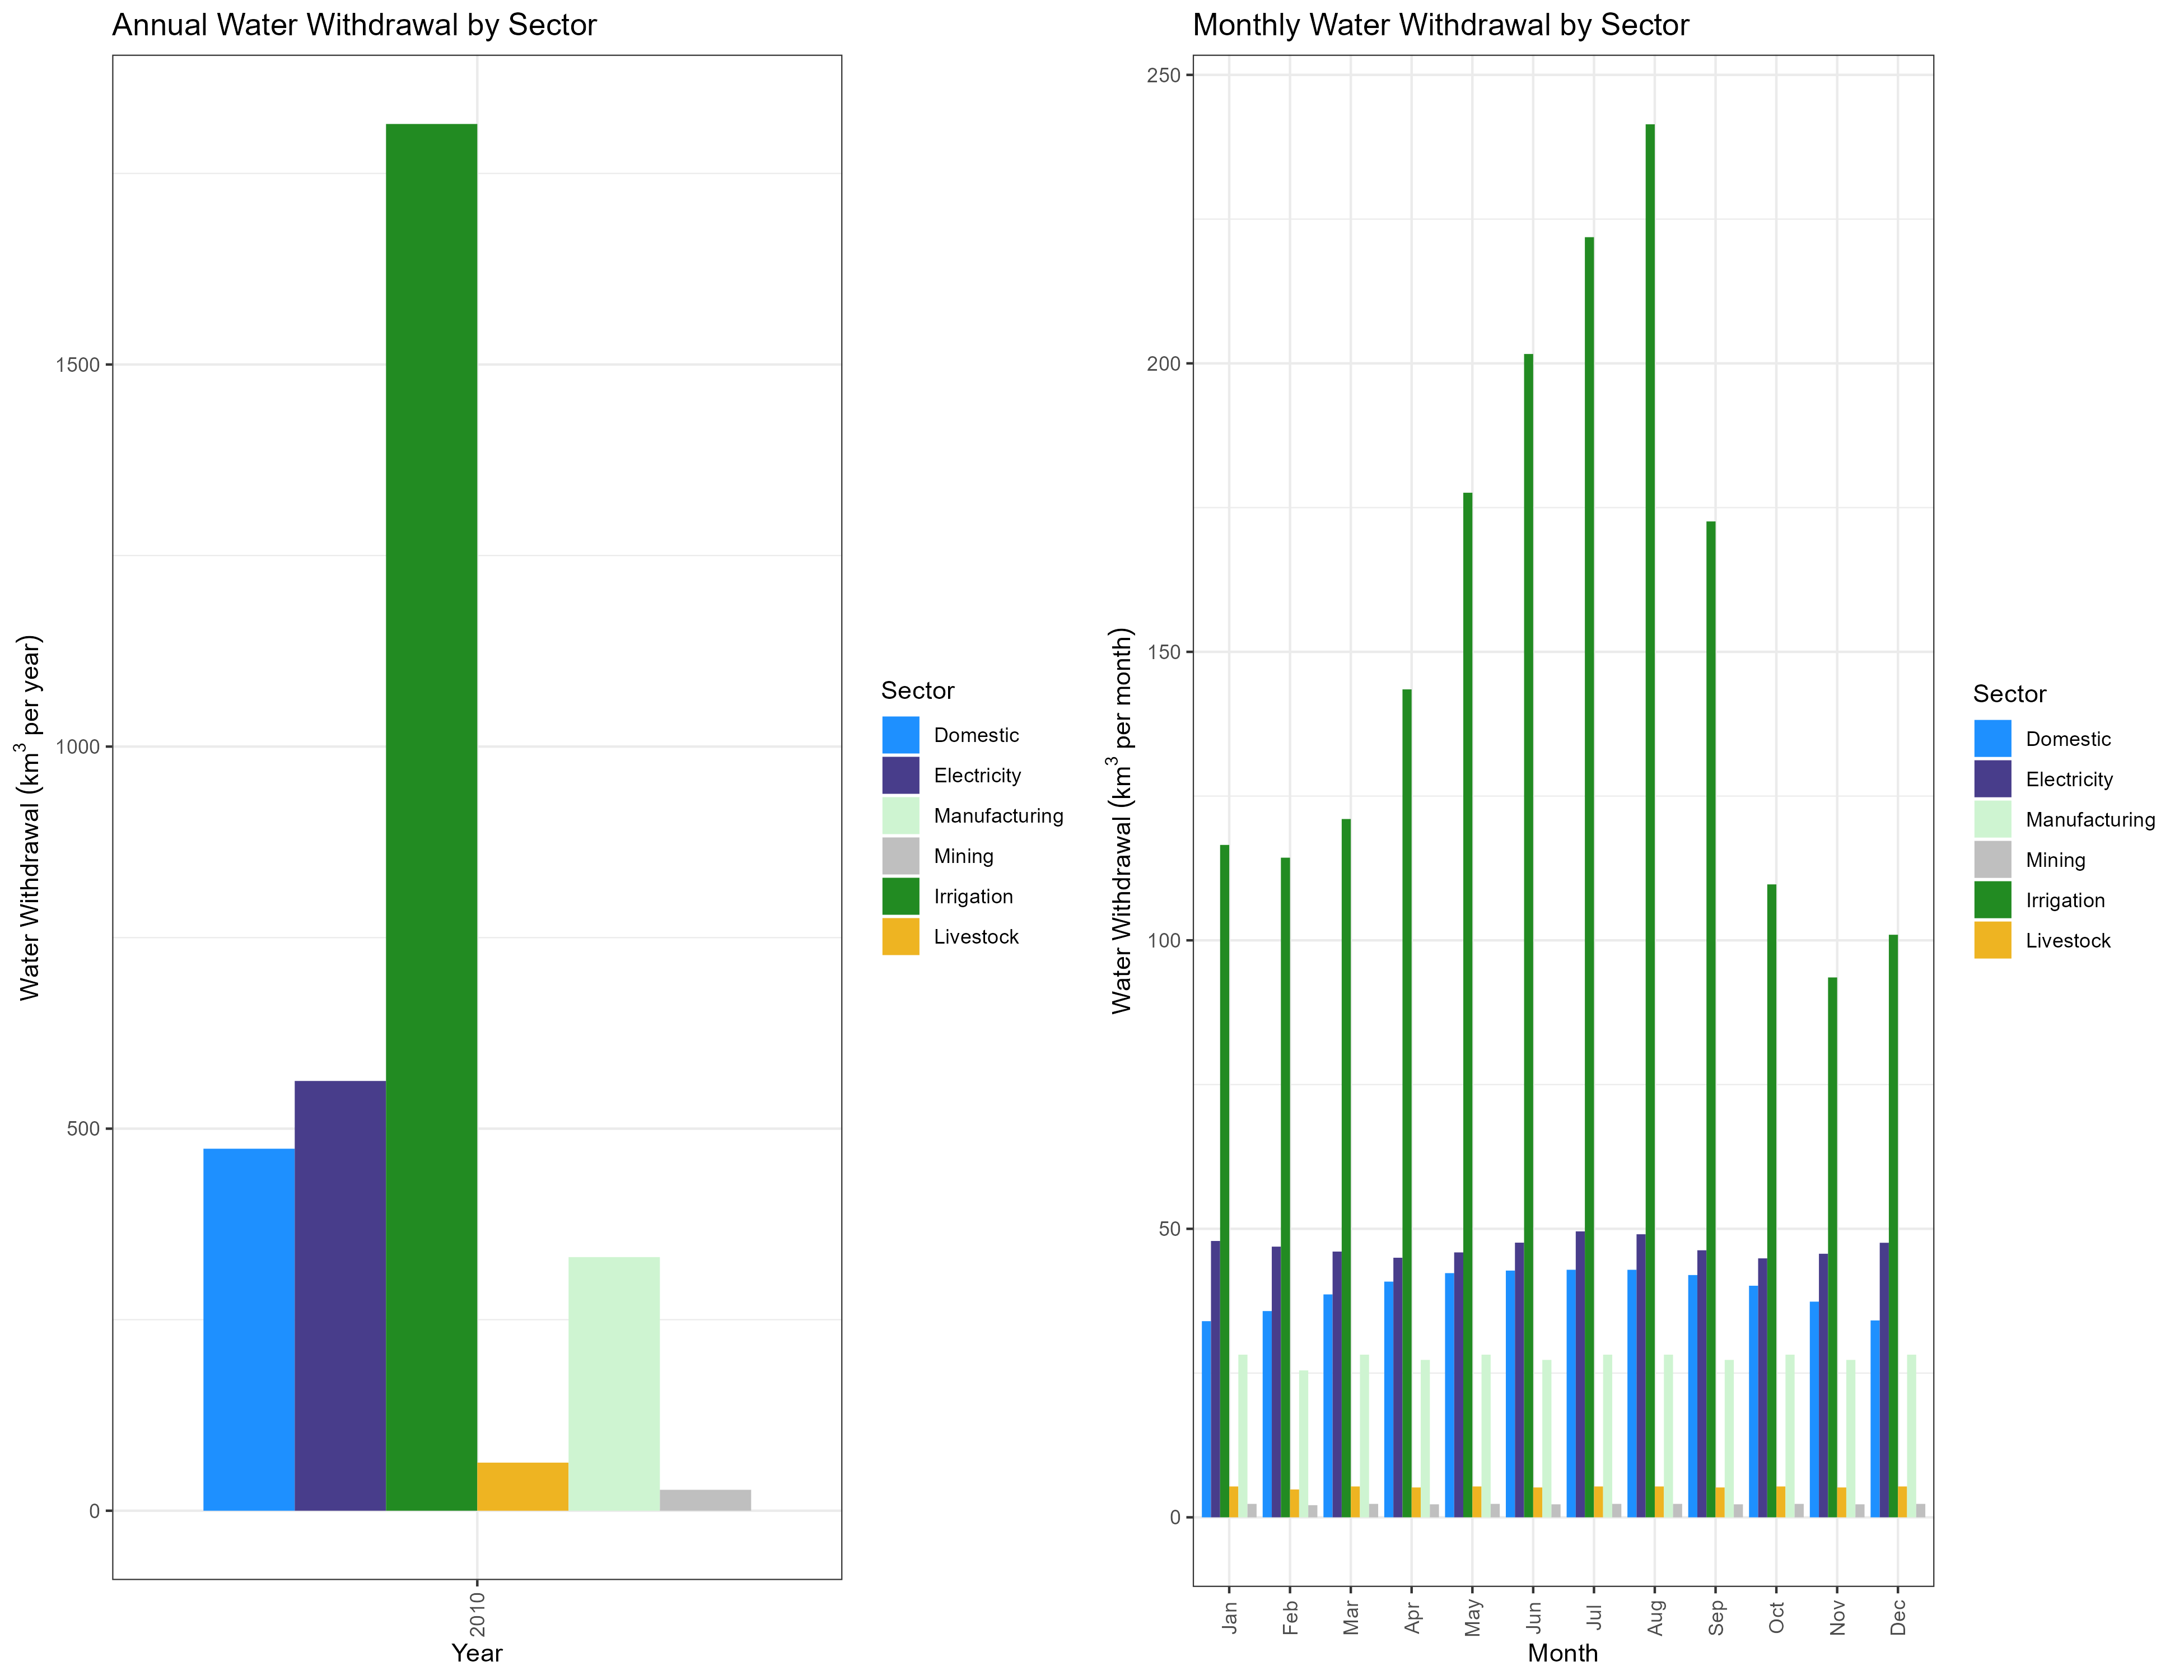 Annual Water Withdrawal by Sector
Water Withdrawal (km³ per year)
1500
1000
500
0
2010
Year
Sector
Domestic
Electricity
Manufacturing
Mining
Irrigation
Livestock
Monthly Water Withdrawal by Sector
Water Withdrawal (km³ per month)
250
200
150
100
50
0
Jan
Feb
Mar
Apr
May
Jun
Jul
Aug
Sep
Oct
Nov
Dec
Month
Sector
Domestic
Electricity
Manufacturing
Mining
Irrigation
Livestock